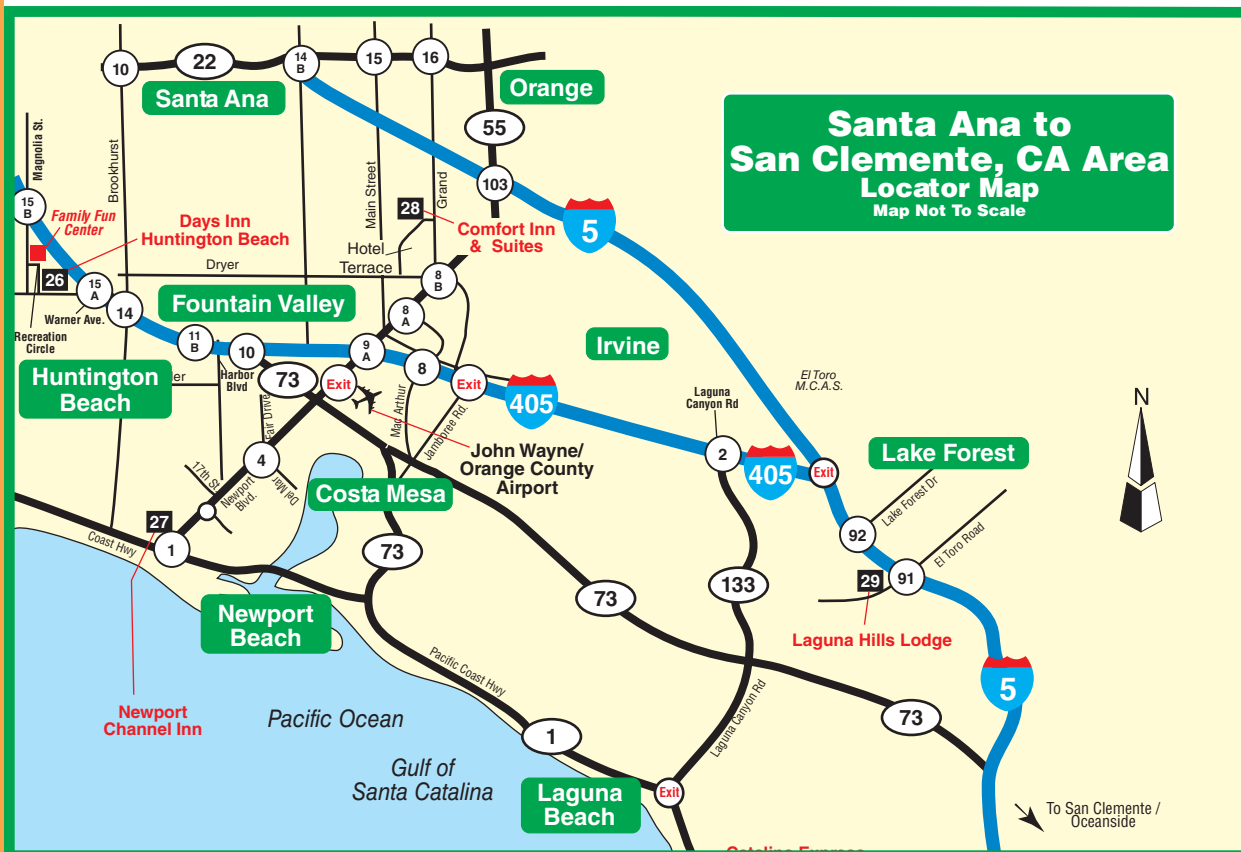 Santa Ana to
San Clemente, CA Area
Locator Map
Map Not To Scale
10
22
14
B
15
16
Santa Ana
Orange
55
103
5
Magnolia St.
Brookhurst
Main Street
Grand
15
B
Family Fun
Center
26
Days Inn
Huntington Beach
28
Comfort Inn
& Suites
Hotel
Terrace
Dryer
8
B
15
A
14
Warner Ave.
Recreation
Circle
Fountain Valley
8
A
11
B
10
Harbor
Blvd
9
A
8
Irvine
Huntington
Beach
73
Exit
Exit
405
Fair Drive
Mac Arthur
Jamboree Rd.
El Toro
M.C.A.S.
Laguna
Canyon Rd
2
405
Exit
N
John Wayne/
Orange County
Airport
Lake Forest
Lake Forest Dr
El Toro Road
4
17th St.
Newport
Blvd.
Del Mar
Costa Mesa
27
1
Coast Hwy
73
92
29
91
133
73
Newport
Beach
Laguna Hills Lodge
5
Pacific Coast Hwy
Laguna Canyon Rd
73
Newport
Channel Inn
Pacific Ocean
1
Gulf of
Santa Catalina
Laguna
Beach
Exit
To San Clemente /
Oceanside